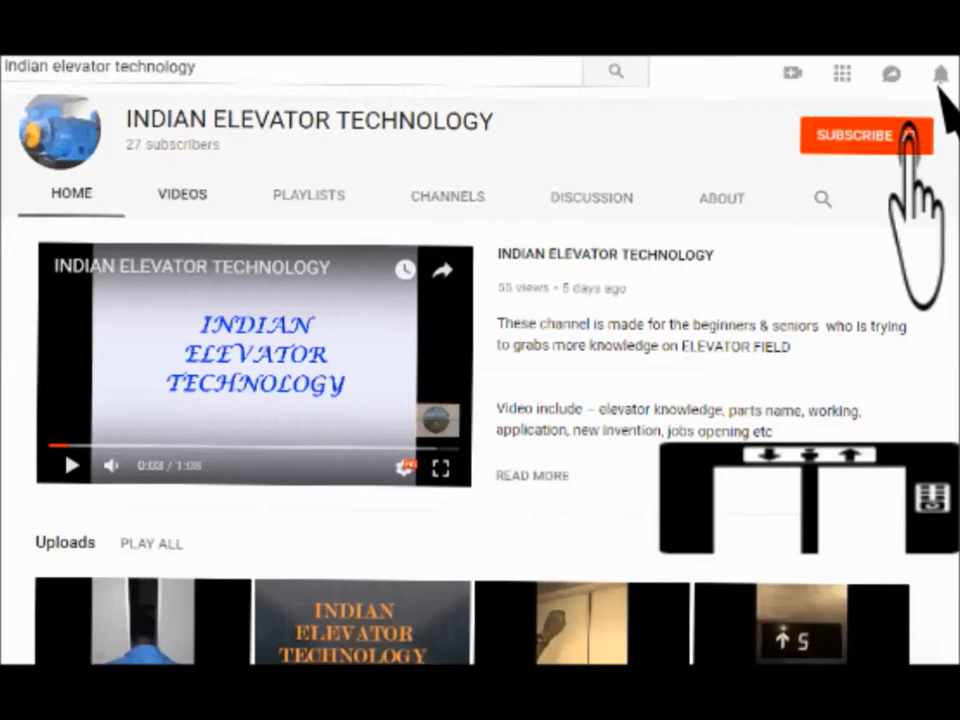 Indian elevator technology
INDIAN ELEVATOR TECHNOLOGY
27 subscribers
SUBSCRIBE
HOME
VIDEOS
PLAYLISTS
CHANNELS
DISCUSSION
ABOUT
INDIAN ELEVATOR TECHNOLOGY
INDIAN
ELEVATOR
TECHNOLOGY
0:03 / 1:08
HD
INDIAN ELEVATOR TECHNOLOGY
55 views • 5 days ago
These channel is made for the beginners & seniors who is trying
to grabs more knowledge on ELEVATOR FIELD
Video include – elevator knowledge, parts name, working,
application, new invention, jobs opening etc
READ MORE
Uploads
PLAY ALL
INDIAN
ELEVATOR
TECHNOLOGY
5